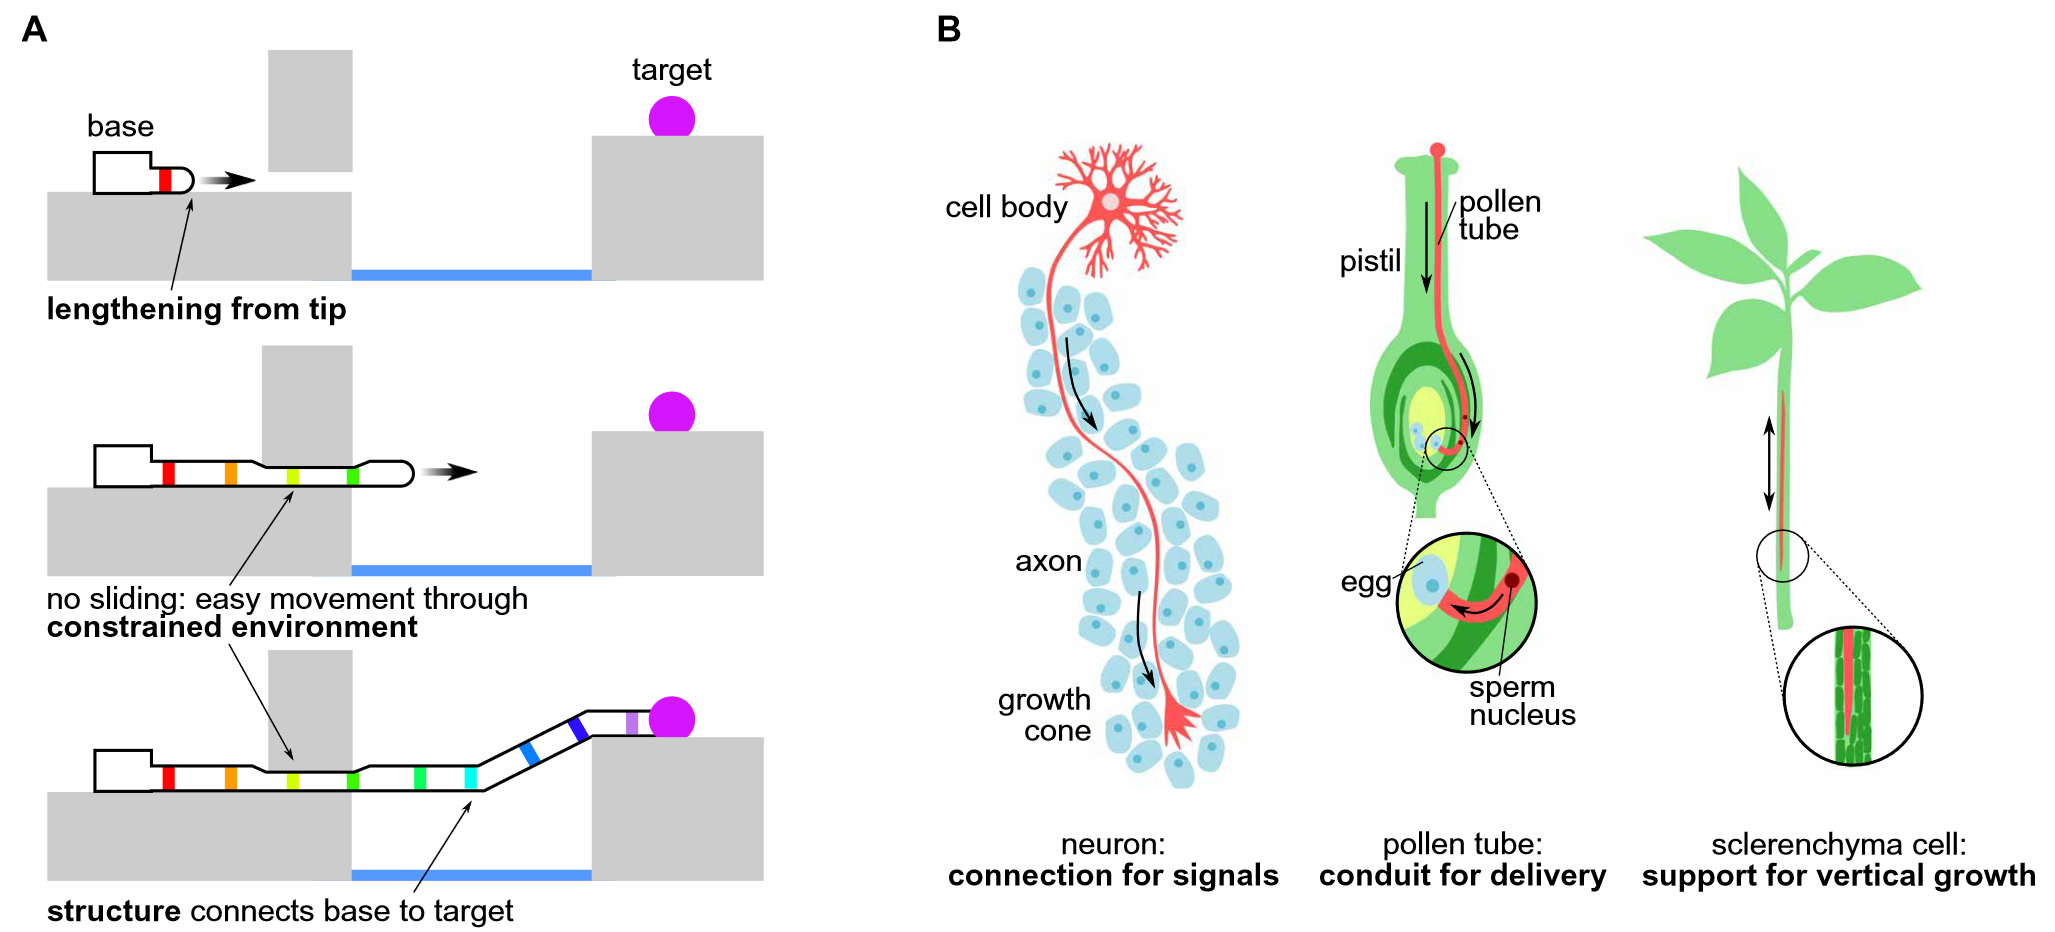 A
target
base
lengthening from tip
no sliding: easy movement through
constrained environment
structure connects base to target
B
cell body
axon
growth
cone
neuron:
connection for signals
pollen
tube
pistil
egg
sperm
nucleus
pollen tube:
conduit for delivery
sclerenchyma cell:
support for vertical growth